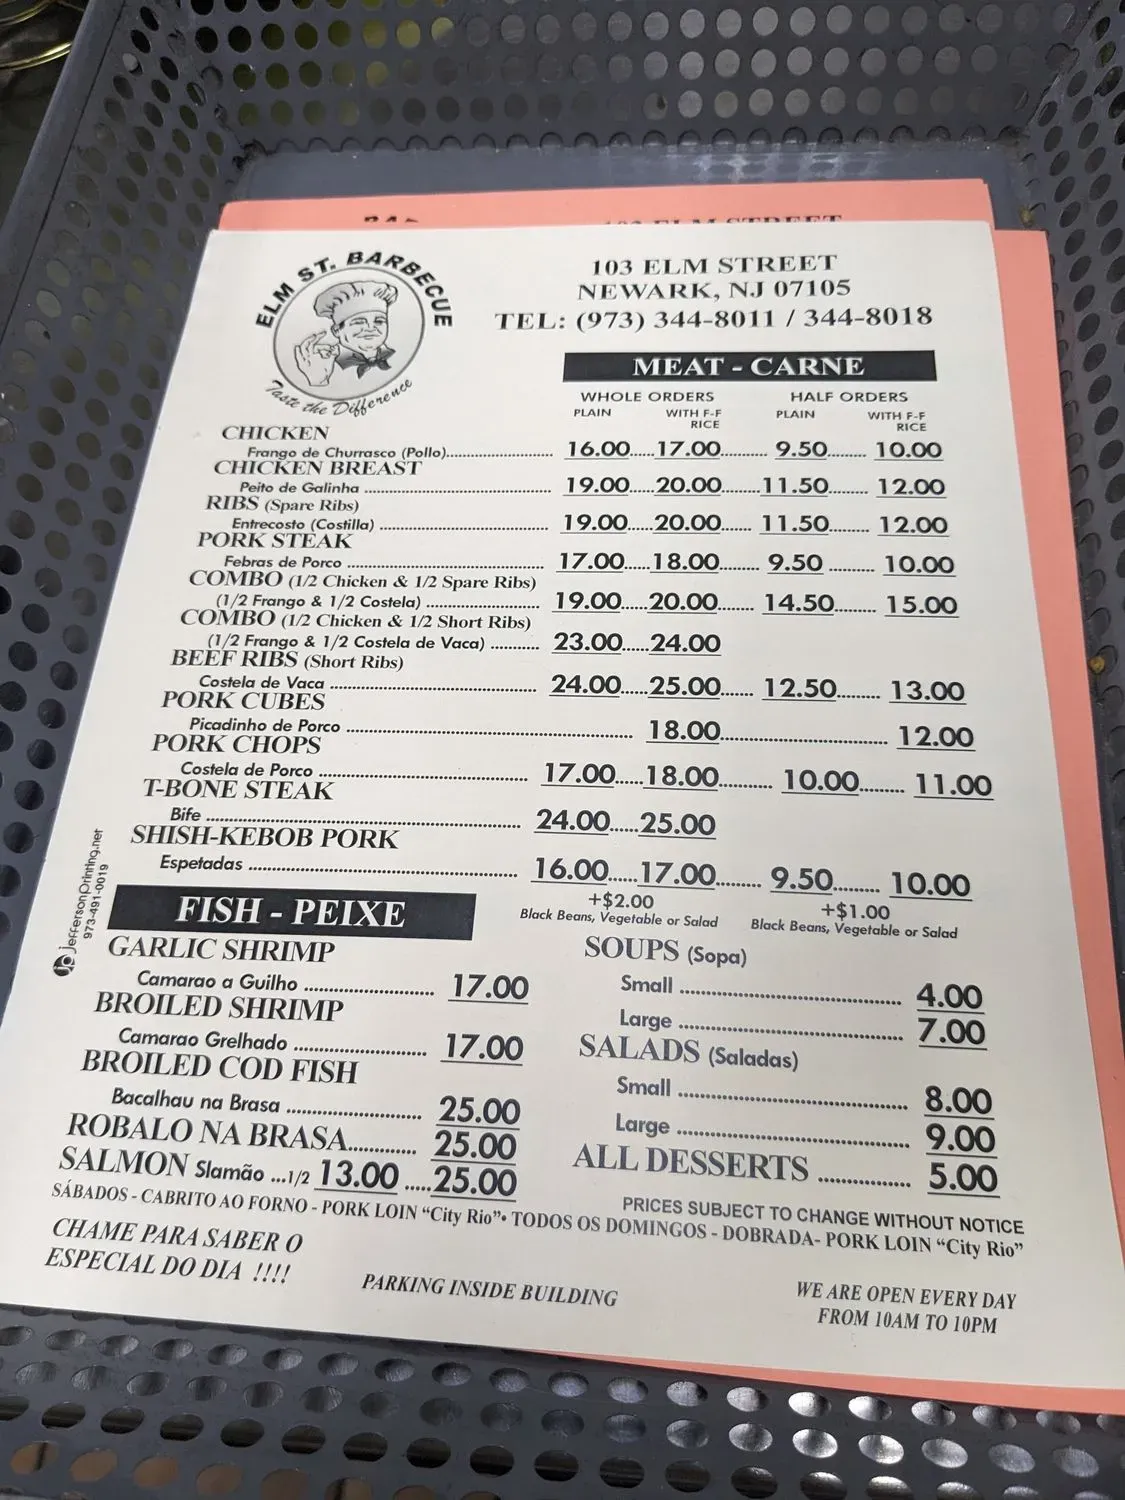 BAR
103 ELM STREET
ELM ST. BARBECUE
Taste the Difference
103 ELM STREET
NEWARK, NJ 07105
TEL: (973) 344-8011 / 344-8018
MEAT - CARNE
WHOLE ORDERS HALF ORDERS
PLAIN WITH F-F RICE PLAIN WITH F-F RICE
CHICKEN
Frango de Churrasco (Pollo) 16.00 17.00 9.50 10.00
CHICKEN BREAST
Peito de Galinha 19.00 20.00 11.50 12.00
RIBS (Spare Ribs)
Entrecosto (Costilla) 19.00 20.00 11.50 12.00
PORK STEAK
Febras de Porco 17.00 18.00 9.50 10.00
COMBO (1/2 Chicken & 1/2 Spare Ribs)
(1/2 Frango & 1/2 Costela) 19.00 20.00 14.50 15.00
COMBO (1/2 Chicken & 1/2 Short Ribs)
(1/2 Frango & 1/2 Costela de Vaca) 23.00 24.00
BEEF RIBS (Short Ribs)
Costela de Vaca 24.00 25.00 12.50 13.00
PORK CUBES
Picadinho de Porco 18.00 12.00
PORK CHOPS
Costela de Porco 17.00 18.00 10.00 11.00
T-BONE STEAK
Bife 24.00 25.00
SHISH-KEBOB PORK
Espetadas 16.00 17.00 9.50 10.00
+$2.00 +$1.00
Black Beans, Vegetable or Salad Black Beans, Vegetable or Salad
jp jeffersonprinting.net
973-491-0019
FISH - PEIXE
GARLIC SHRIMP
Camarao a Guilho 17.00
BROILED SHRIMP
Camarao Grelhado 17.00
BROILED COD FISH
Bacalhau na Brasa 25.00
ROBALO NA BRASA 25.00
SALMON Slamão ...1/2 13.00 25.00
SOUPS (Sopa)
Small 4.00
Large 7.00
SALADS (Saladas)
Small 8.00
Large 9.00
ALL DESSERTS 5.00
PRICES SUBJECT TO CHANGE WITHOUT NOTICE
SÁBADOS - CABRITO AO FORNO - PORK LOIN “City Rio”• TODOS OS DOMINGOS - DOBRADA- PORK LOIN “City Rio”
CHAME PARA SABER O
ESPECIAL DO DIA !!!!
PARKING INSIDE BUILDING
WE ARE OPEN EVERY DAY
FROM 10AM TO 10PM